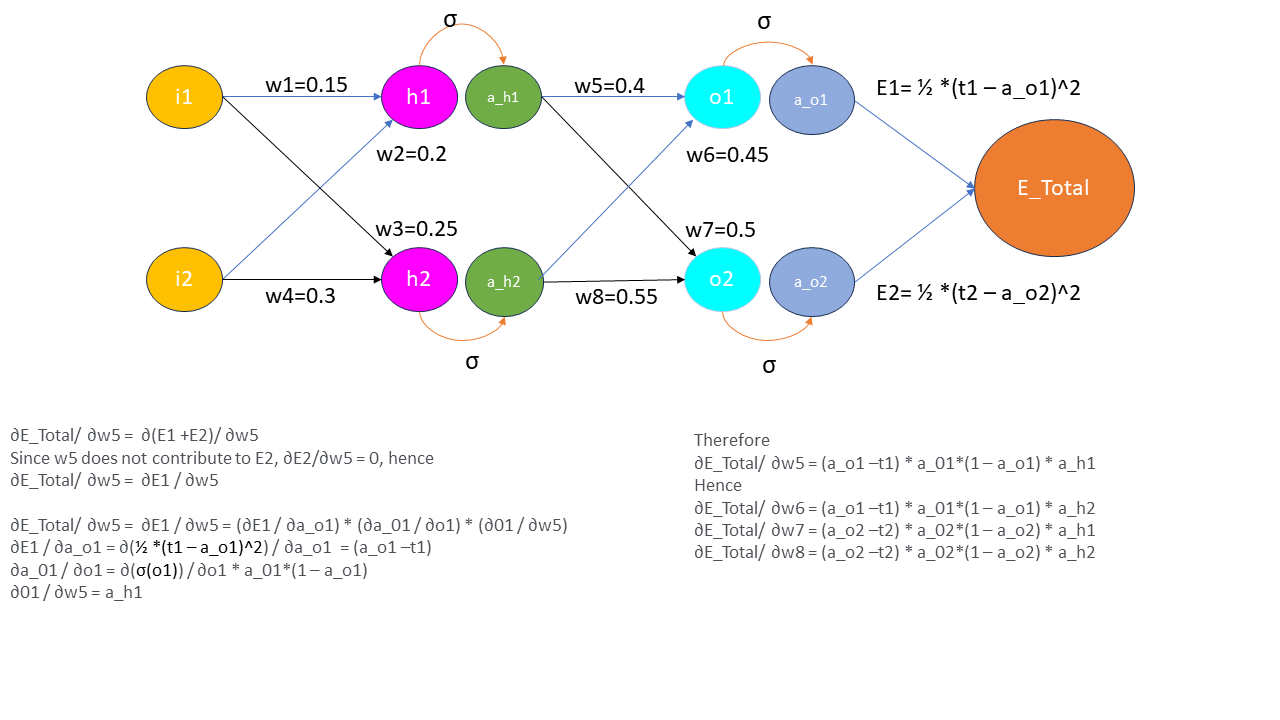 σ
σ
i1
w1=0.15
h1
a_h1
w5=0.4
o1
a_o1
E1= ½ *(t1 – a_o1)^2
w2=0.2
w6=0.45
E_Total
w3=0.25
w7=0.5
i2
w4=0.3
h2
a_h2
w8=0.55
o2
a_o2
E2= ½ *(t2 – a_o2)^2
σ
σ
∂E_Total/ ∂w5 =  ∂(E1 +E2)/ ∂w5
Since w5 does not contribute to E2, ∂E2/∂w5 = 0, hence
∂E_Total/ ∂w5 =  ∂E1 / ∂w5
∂E_Total/ ∂w5 =  ∂E1 / ∂w5 = (∂E1 / ∂a_o1) * (∂a_01 / ∂o1) * (∂01 / ∂w5)
∂E1 / ∂a_o1 = ∂(½ *(t1 – a_o1)^2) / ∂a_o1  = (a_o1 –t1)
∂a_01 / ∂o1 = ∂(σ(o1)) / ∂o1 * a_01*(1 – a_o1)
∂01 / ∂w5 = a_h1
Therefore
∂E_Total/ ∂w5 = (a_o1 –t1) * a_01*(1 – a_o1) * a_h1
Hence
∂E_Total/ ∂w6 = (a_o1 –t1) * a_01*(1 – a_o1) * a_h2
∂E_Total/ ∂w7 = (a_o2 –t2) * a_02*(1 – a_o2) * a_h1
∂E_Total/ ∂w8 = (a_o2 –t2) * a_02*(1 – a_o2) * a_h2